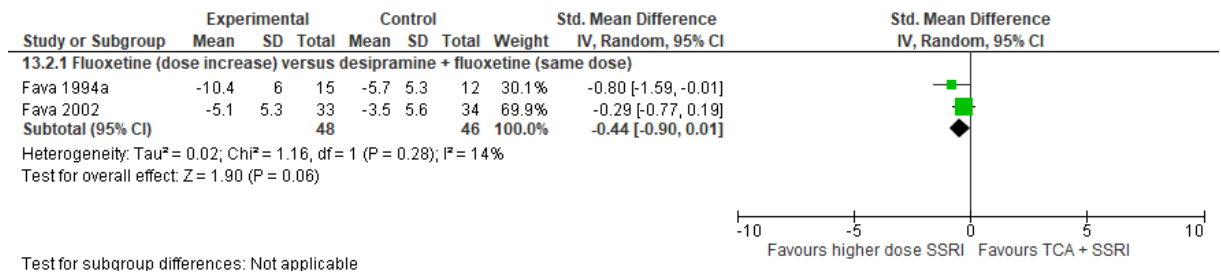 Experimental Control Std. Mean Difference Std. Mean Difference
Study or Subgroup Mean SD Total Mean SD Total Weight IV, Random, 95% CI IV, Random, 95% CI
13.2.1 Fluoxetine (dose increase) versus desipramine + fluoxetine (same dose)
Fava 1994a -10.4 6 15 -5.7 5.3 12 30.1% -0.80 [-1.59, -0.01]
Fava 2002 -5.1 5.3 33 -3.5 5.6 34 69.9% -0.29 [-0.77, 0.19]
Subtotal (95% CI) 48 46 100.0% -0.44 [-0.90, 0.01]
Heterogeneity: Tau² = 0.02; Chi² = 1.16, df = 1 (P = 0.28); I² = 14%
Test for overall effect: Z = 1.90 (P = 0.06)
-10 -5 0 5 10
Favours higher dose SSRI Favours TCA + SSRI
Test for subgroup differences: Not applicable